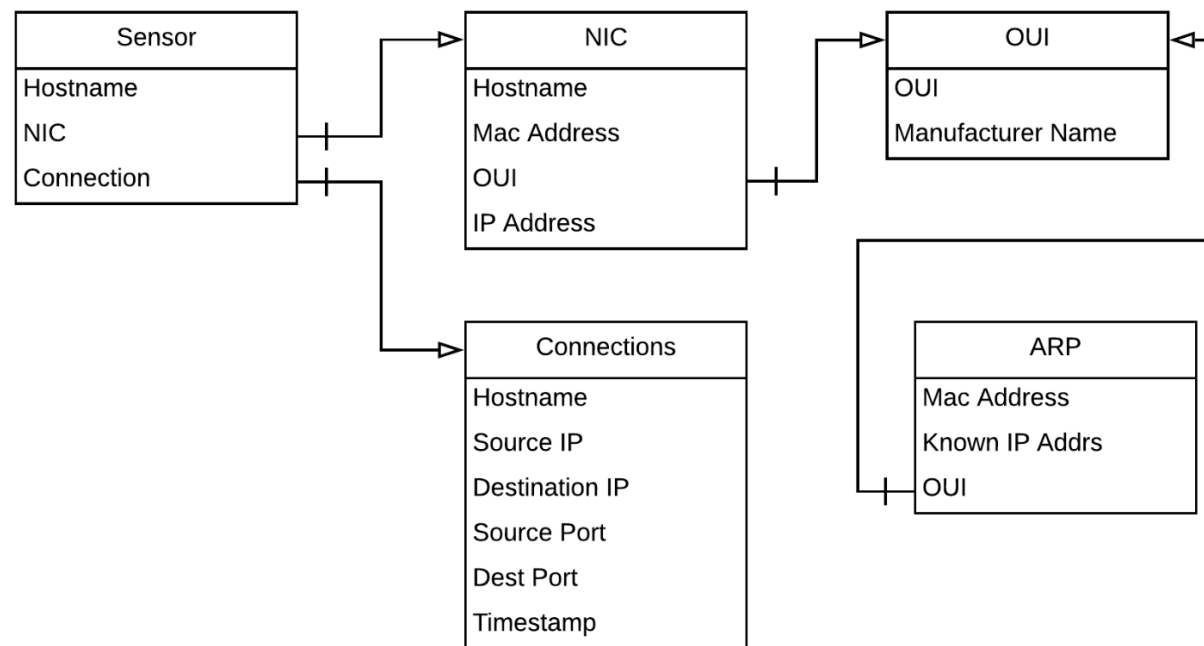 Sensor
Hostname
NIC
Connection
NIC
Hostname
Mac Address
OUI
IP Address
OUI
OUI
Manufacturer Name
Connections
Hostname
Source IP
Destination IP
Source Port
Dest Port
Timestamp
ARP
Mac Address
Known IP Addrs
OUI